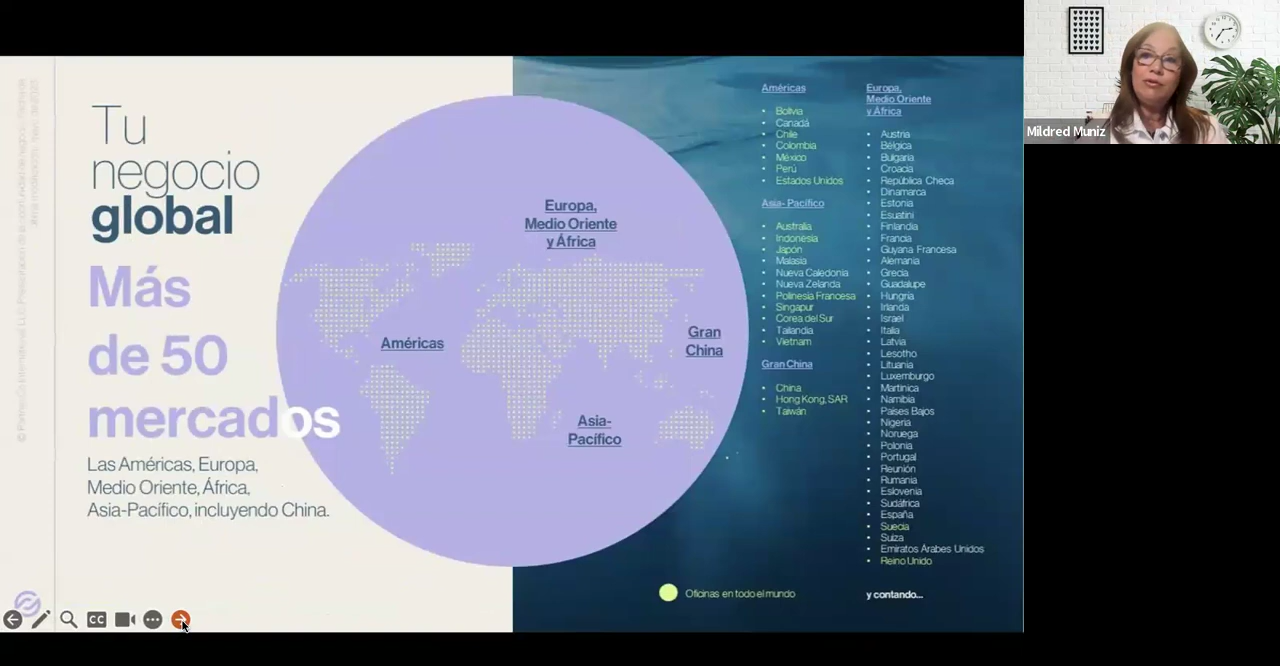 Tu
negocio
global
Más
de 50
mercados
Las Américas, Europa,
Medio Oriente, África,
Asia-Pacífico, incluyendo China.
Europa,
Medio Oriente
y África
Américas
Gran
China
Asia-
Pacífico
Américas
• Bolivia
• Canadá
• Chile
• Colombia
• México
• Perú
• Estados Unidos
Asia- Pacífico
• Australia
• Indonesia
• Japón
• Malasia
• Nueva Caledonia
• Nueva Zelanda
• Polinesia Francesa
• Singapur
• Corea del Sur
• Tailandia
• Vietnam
Gran China
• China
• Hong Kong, SAR
• Taiwán
Europa,
Medio Oriente
y África
• Austria
• Bélgica
• Bulgaria
• Croacia
• República Checa
• Dinamarca
• Estonia
• Esuatini
• Finlandia
• Francia
• Guyana Francesa
• Alemania
• Grecia
• Guadalupe
• Hungría
• Irlanda
• Israel
• Italia
• Latvia
• Lesotho
• Lituania
• Luxemburgo
• Martinica
• Namibia
• Países Bajos
• Nigeria
• Noruega
• Polonia
• Portugal
• Reunión
• Rumania
• Eslovenia
• Sudáfrica
• España
• Suecia
• Suiza
• Emiratos Árabes Unidos
• Reino Unido
Oficinas en todo el mundo
y contando...
CC
Mildred Muniz